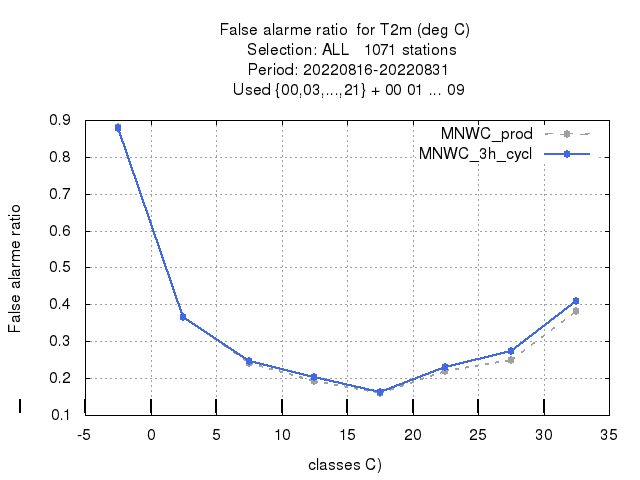 False alarme ratio  for T2m (deg C)
Selection: ALL   1071 stations
Period: 20220816-20220831
Used {00,03,...,21} + 00 01 ... 09
MNWC_prod
MNWC_3h_cycl
False alarme ratio
0.9
0.8
0.7
0.6
0.5
0.4
0.3
0.2
0.1
-5 0 5 10 15 20 25 30 35
classes C)